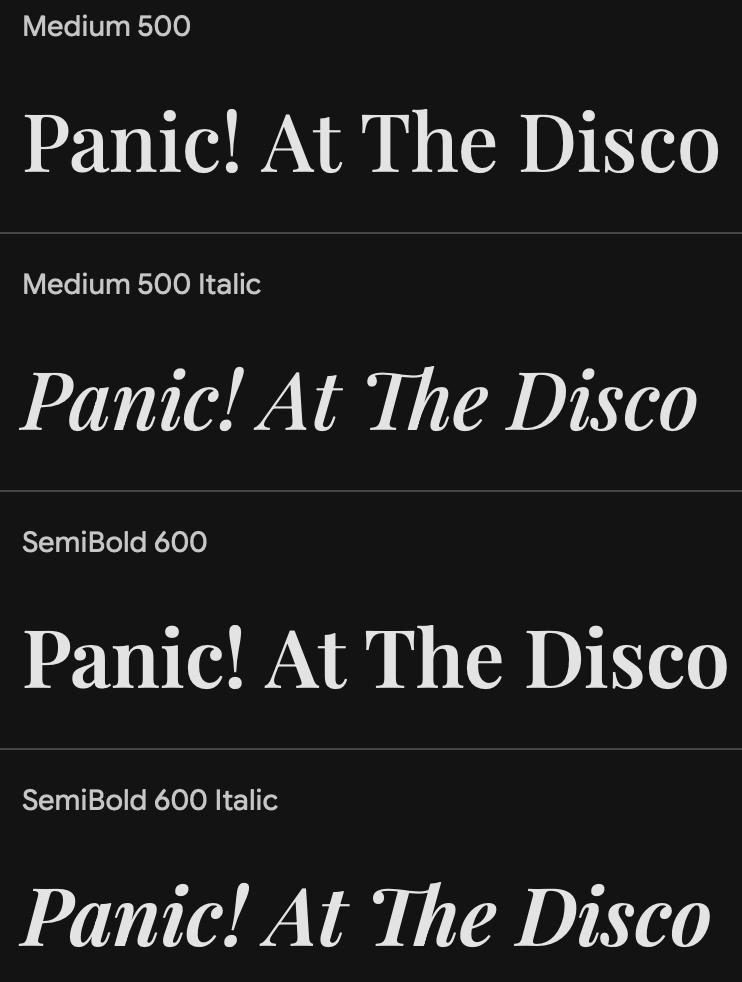 Medium 500
Panic! At The Disco
Medium 500 Italic
Panic! At The Disco
SemiBold 600
Panic! At The Disco
SemiBold 600 Italic
Panic! At The Disco